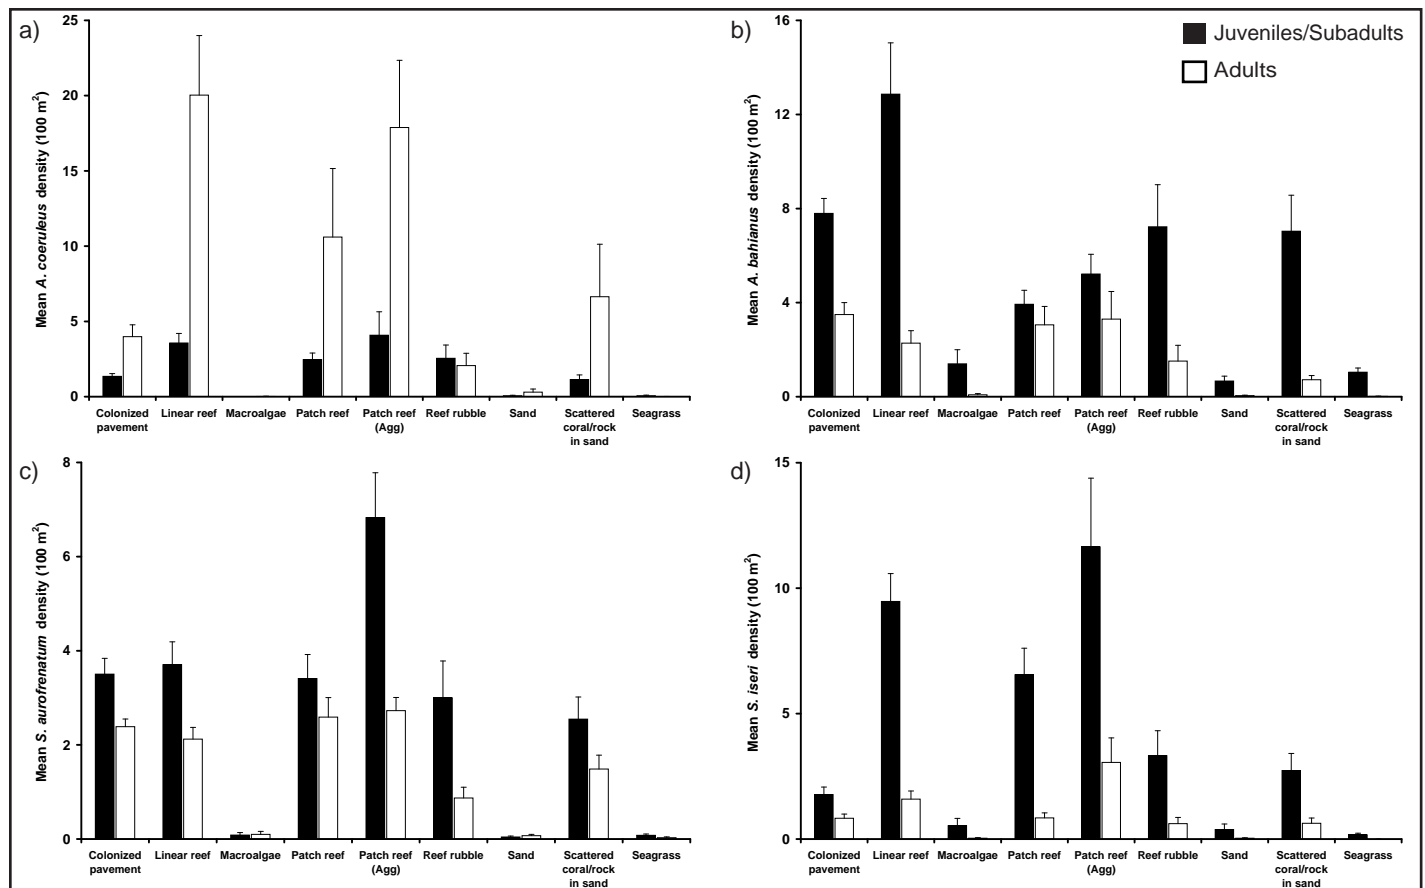 a)
Mean A. coeruleus density (100 m²)
25
20
15
10
5
0
Colonized pavement
Linear reef
Macroalgae
Patch reef
Patch reef (Agg)
Reef rubble
Sand
Scattered coral/rock in sand
Seagrass
b)
Juveniles/Subadults
Adults
Mean A. bahianus density (100 m²)
16
12
8
4
0
Colonized pavement
Linear reef
Macroalgae
Patch reef
Patch reef (Agg)
Reef rubble
Sand
Scattered coral/rock in sand
Seagrass
c)
Mean S. aurofrenatum density (100 m²)
8
6
4
2
0
Colonized pavement
Linear reef
Macroalgae
Patch reef
Patch reef (Agg)
Reef rubble
Sand
Scattered coral/rock in sand
Seagrass
d)
Mean S. iseri density (100 m²)
15
10
5
0
Colonized pavement
Linear reef
Macroalgae
Patch reef
Patch reef (Agg)
Reef rubble
Sand
Scattered coral/rock in sand
Seagrass